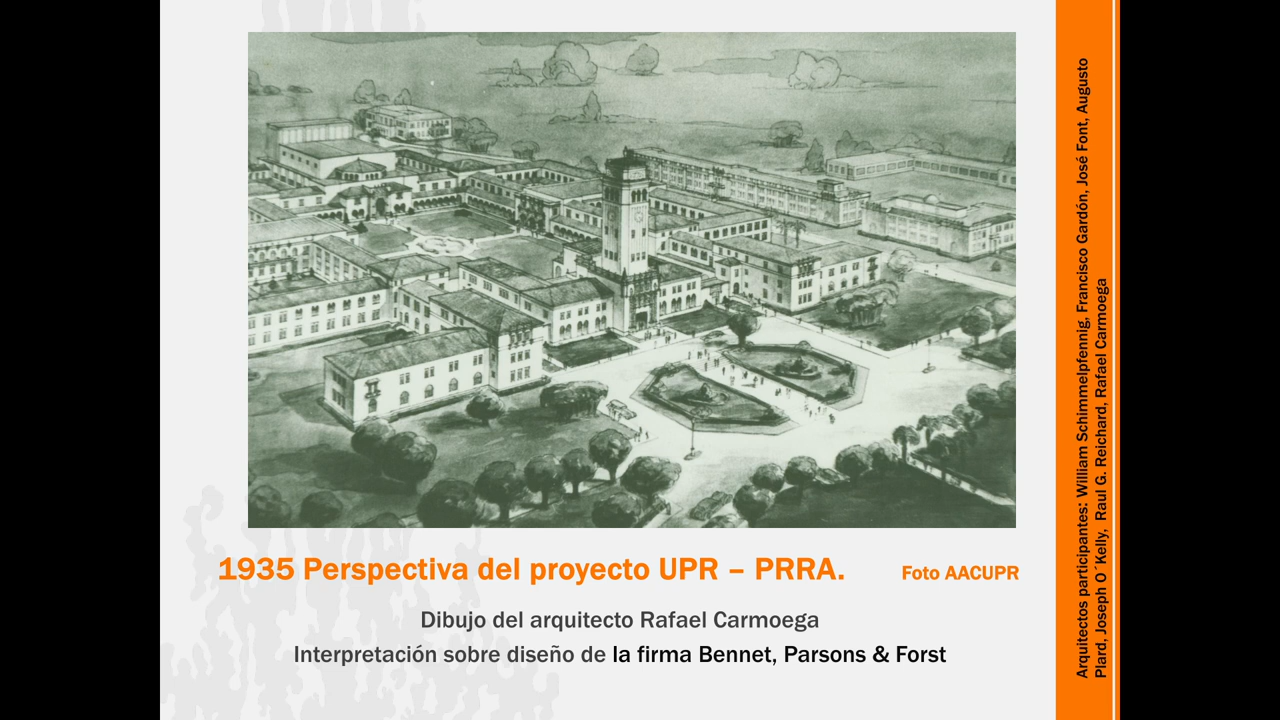 1935 Perspectiva del proyecto UPR – PRRA. Foto AACUPR
Dibujo del arquitecto Rafael Carmoega
Interpretación sobre diseño de la firma Bennet, Parsons & Forst
Arquitectos participantes: William Schimmelpfennig, Francisco Gardón, José Font, Augusto
Plard, Joseph O´Kelly, Raul G. Reichard, Rafael Carmoega